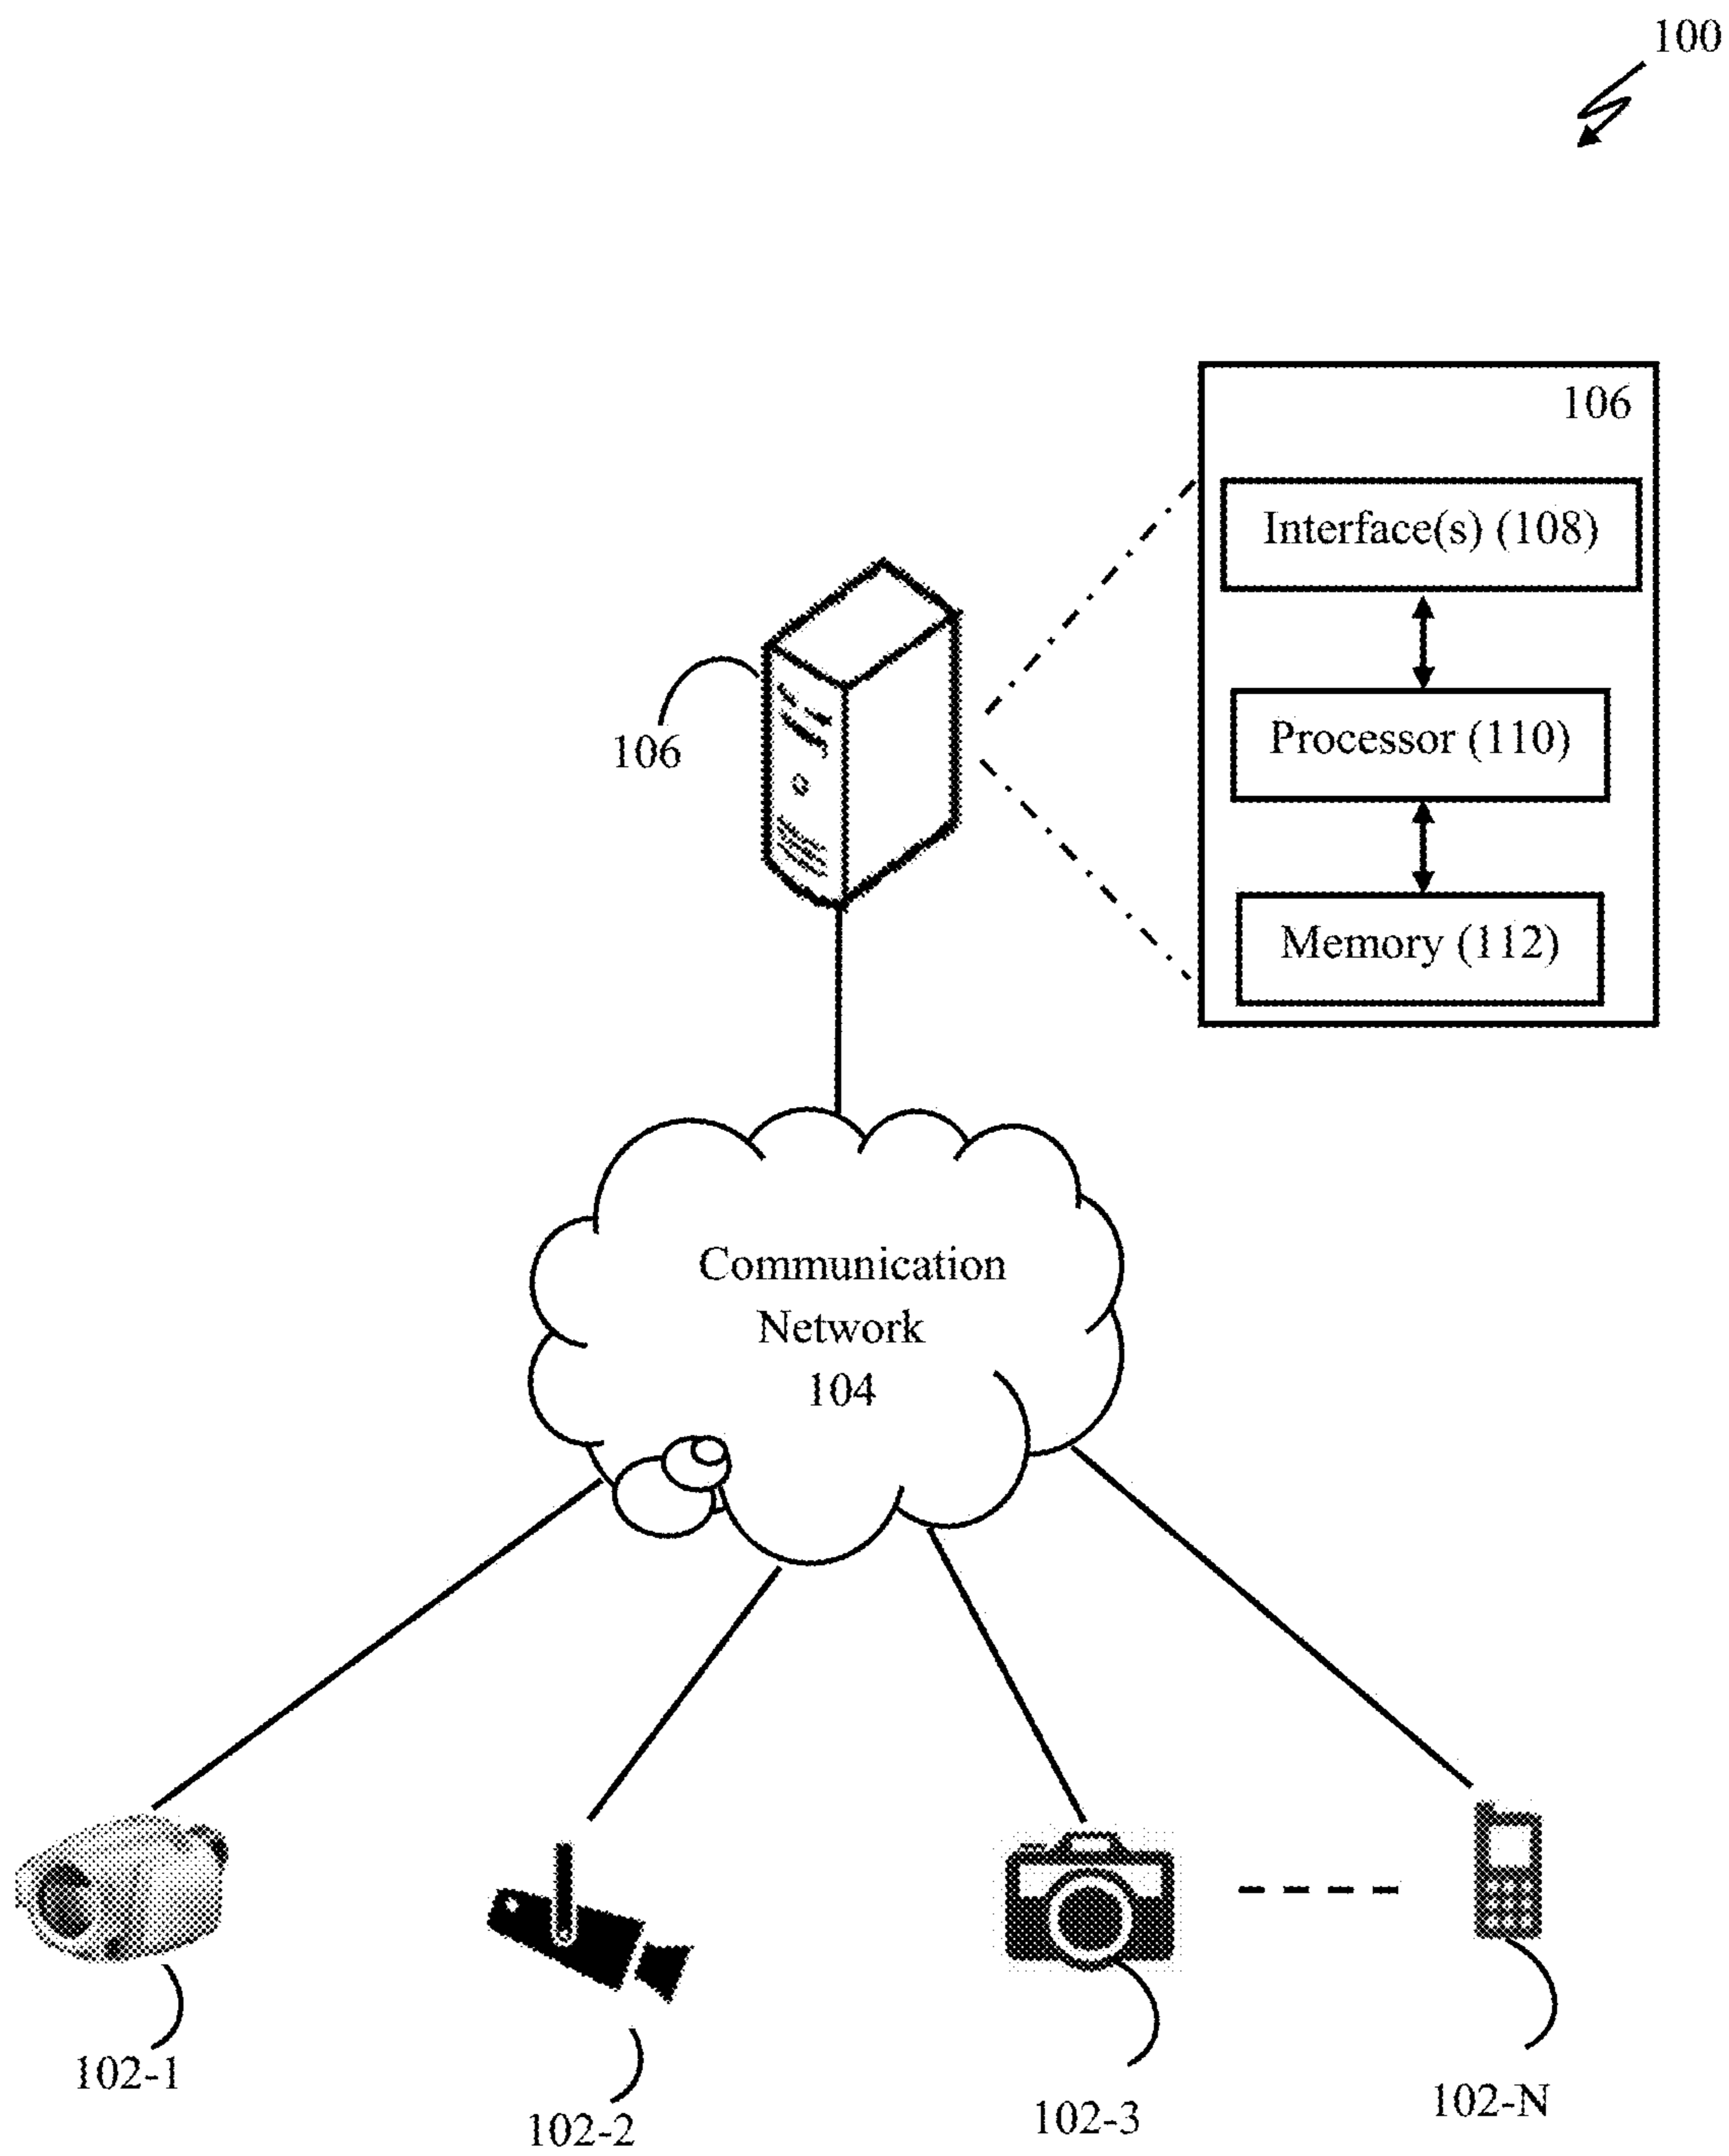 100
106
Interface(s) (108)
106
Processor (110)
Memory (112)
Communication
Network
104
102-1
102-2
102-3
102-N